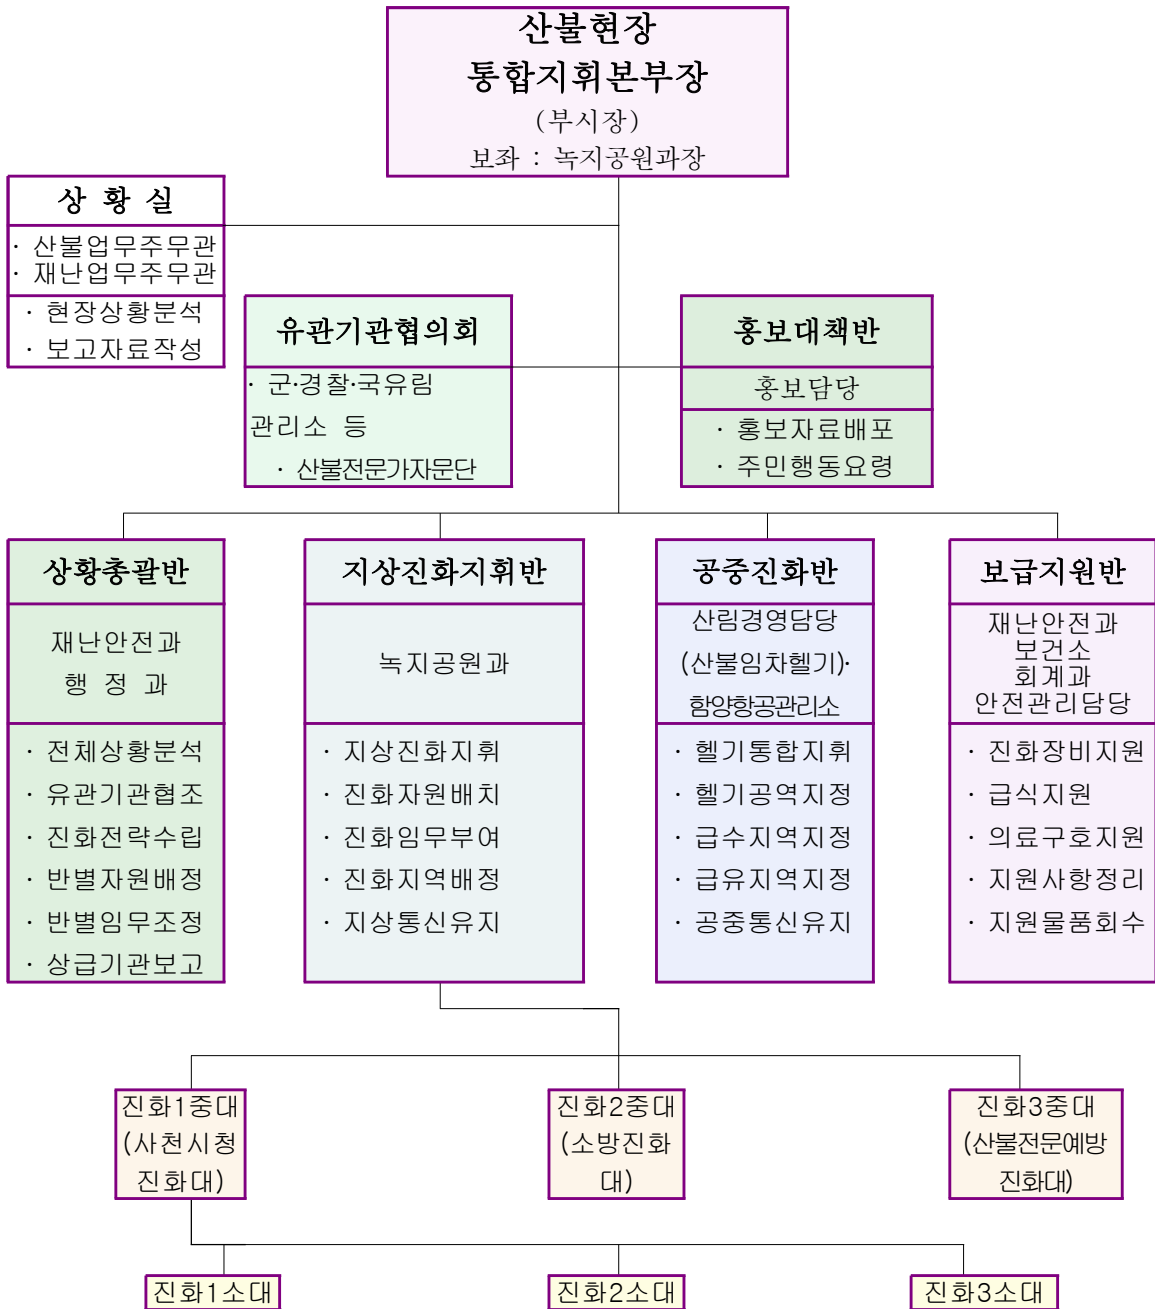 산불현장
통합지휘본부장
(부시장)
보좌 : 녹지공원과장
상 황 실
· 산불업무주무관
· 재난업무주무관
· 현장상황분석
· 보고자료작성
유관기관협의회
· 군·경찰·국유림
관리소 등
· 산불전문가자문단
홍보대책반
홍보담당
· 홍보자료배포
· 주민행동요령
상황총괄반
재난안전과
행 정 과
· 전체상황분석
· 유관기관협조
· 진화전략수립
· 반별자원배정
· 반별임무조정
· 상급기관보고
지상진화지휘반
녹지공원과
· 지상진화지휘
· 진화자원배치
· 진화임무부여
· 진화지역배정
· 지상통신유지
공중진화반
산림경영담당
(산불임차헬기)·
함양항공관리소
· 헬기통합지휘
· 헬기공역지정
· 급수지역지정
· 급유지역지정
· 공중통신유지
보급지원반
재난안전과
보건소
회계과
안전관리담당
· 진화장비지원
· 급식지원
· 의료구호지원
· 지원사항정리
· 지원물품회수
진화1중대
(사천시청
진화대)
진화2중대
(소방진화
대)
진화3중대
(산불전문예방
진화대)
진화1소대
진화2소대
진화3소대